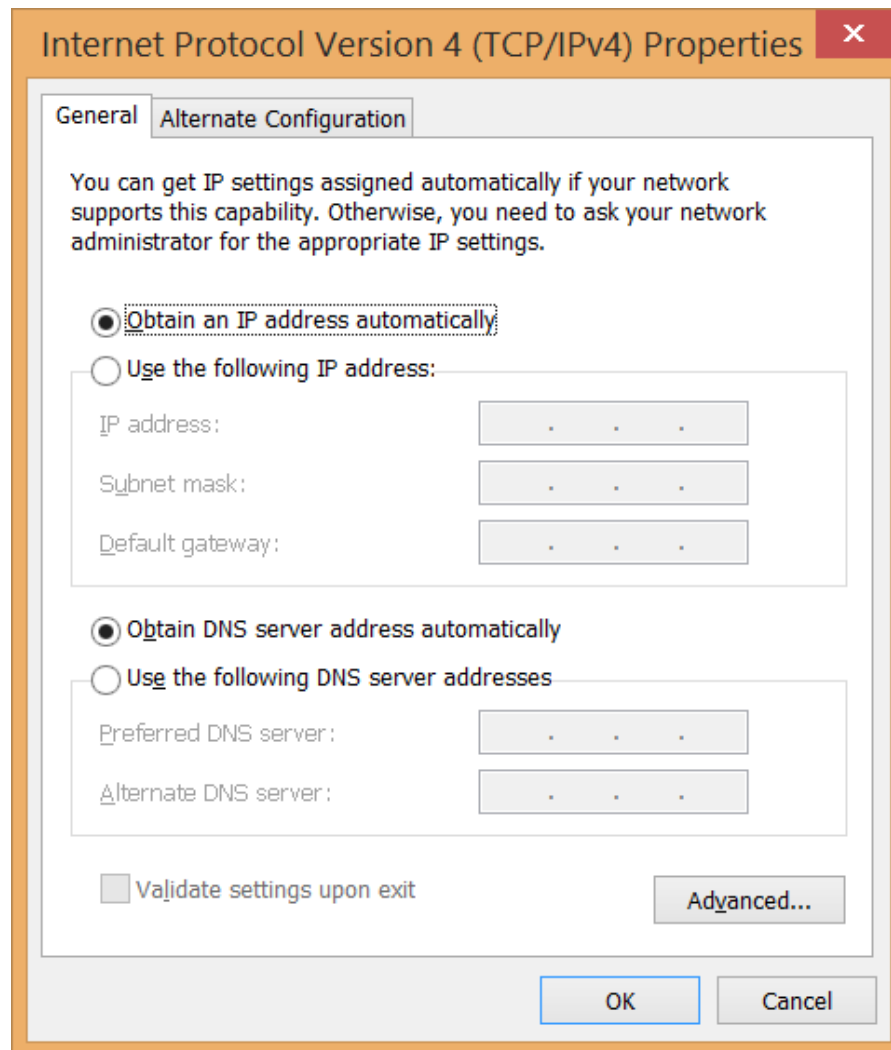 Internet Protocol Version 4 (TCP/IPv4) Properties
General
Alternate Configuration
You can get IP settings assigned automatically if your network
supports this capability. Otherwise, you need to ask your network
administrator for the appropriate IP settings.
Obtain an IP address automatically
Use the following IP address:
IP address:
. . .
Subnet mask:
. . .
Default gateway:
. . .
Obtain DNS server address automatically
Use the following DNS server addresses
Preferred DNS server:
. . .
Alternate DNS server:
. . .
Validate settings upon exit
Advanced...
OK
Cancel